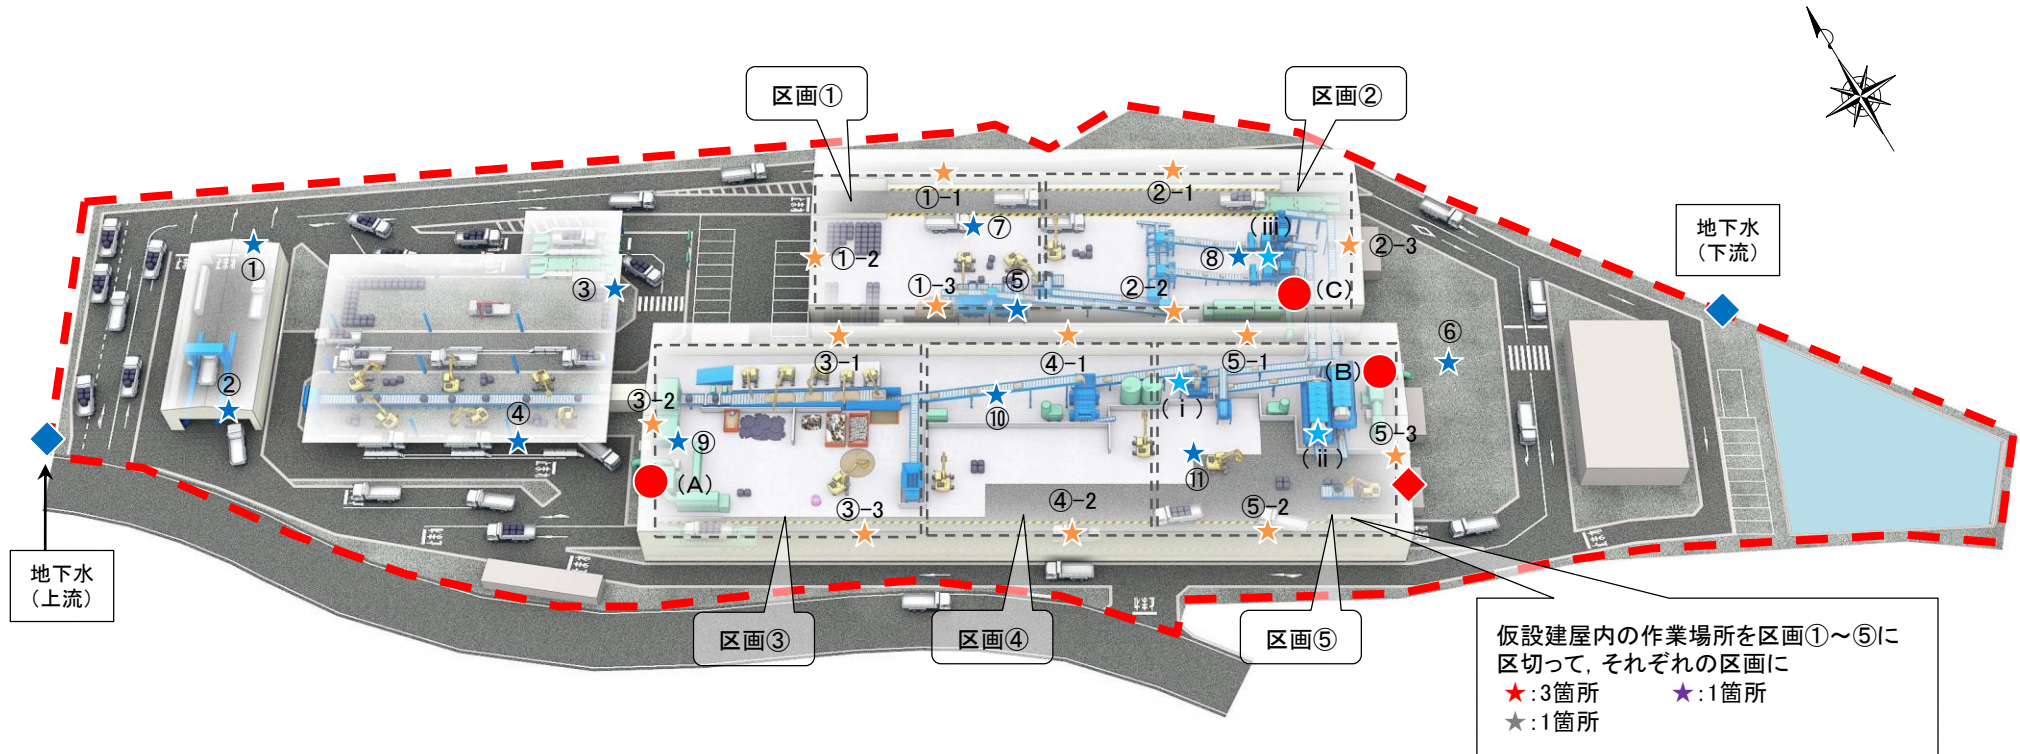 区画①
区画②
地下水
(下流)
①-1
②-1
(iii)
⑦
①
①-2
⑧
②-3
③
①-3
⑤
②-2
(C)
⑥
③-1
④-1
⑤-1
(B)
②
③-2
(i)
④
⑨
⑩
⑤-3
(ii)
⑪
(A)
③-3
④-2
⑤-2
地下水
(上流)
区画③
区画④
区画⑤
仮設建屋内の作業場所を区画①~⑤に
区切って,それぞれの区画に
★:3箇所 ★:1箇所
★:1箇所